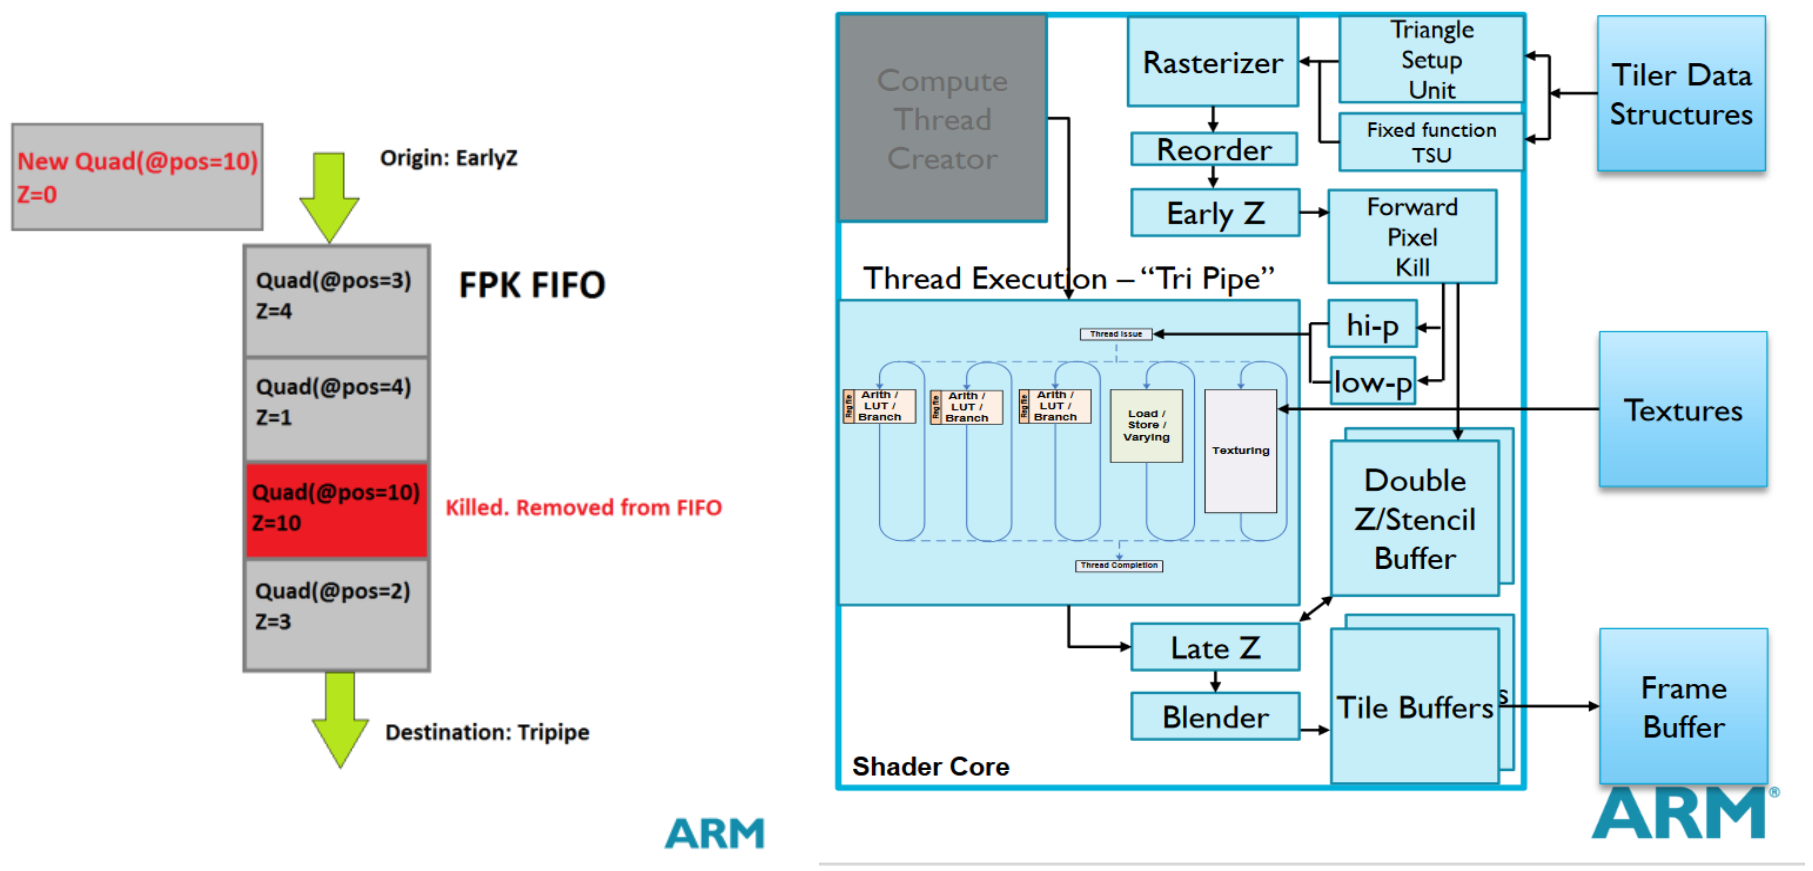 New Quad(@pos=10)
Z=0
Origin: EarlyZ
FPK FIFO
Quad(@pos=3)
Z=4
Quad(@pos=4)
Z=1
Quad(@pos=10)
Z=10
Killed. Removed from FIFO
Quad(@pos=2)
Z=3
Destination: Tripipe
ARM
Compute
Thread
Creator
Rasterizer
Triangle
Setup
Unit
Fixed function
TSU
Tiler Data
Structures
Reorder
Early Z
Forward
Pixel
Kill
Thread Execution – “Tri Pipe”
hi-p
low-p
Thread Issue
Reg file
Arith /
LUT /
Branch
Reg file
Arith /
LUT /
Branch
Reg file
Arith /
LUT /
Branch
Load /
Store /
Varying
Texturing
Thread Completion
Textures
Double
Z/Stencil
Buffer
Late Z
Blender
Tile Buffers
s
Frame
Buffer
Shader Core
ARM®